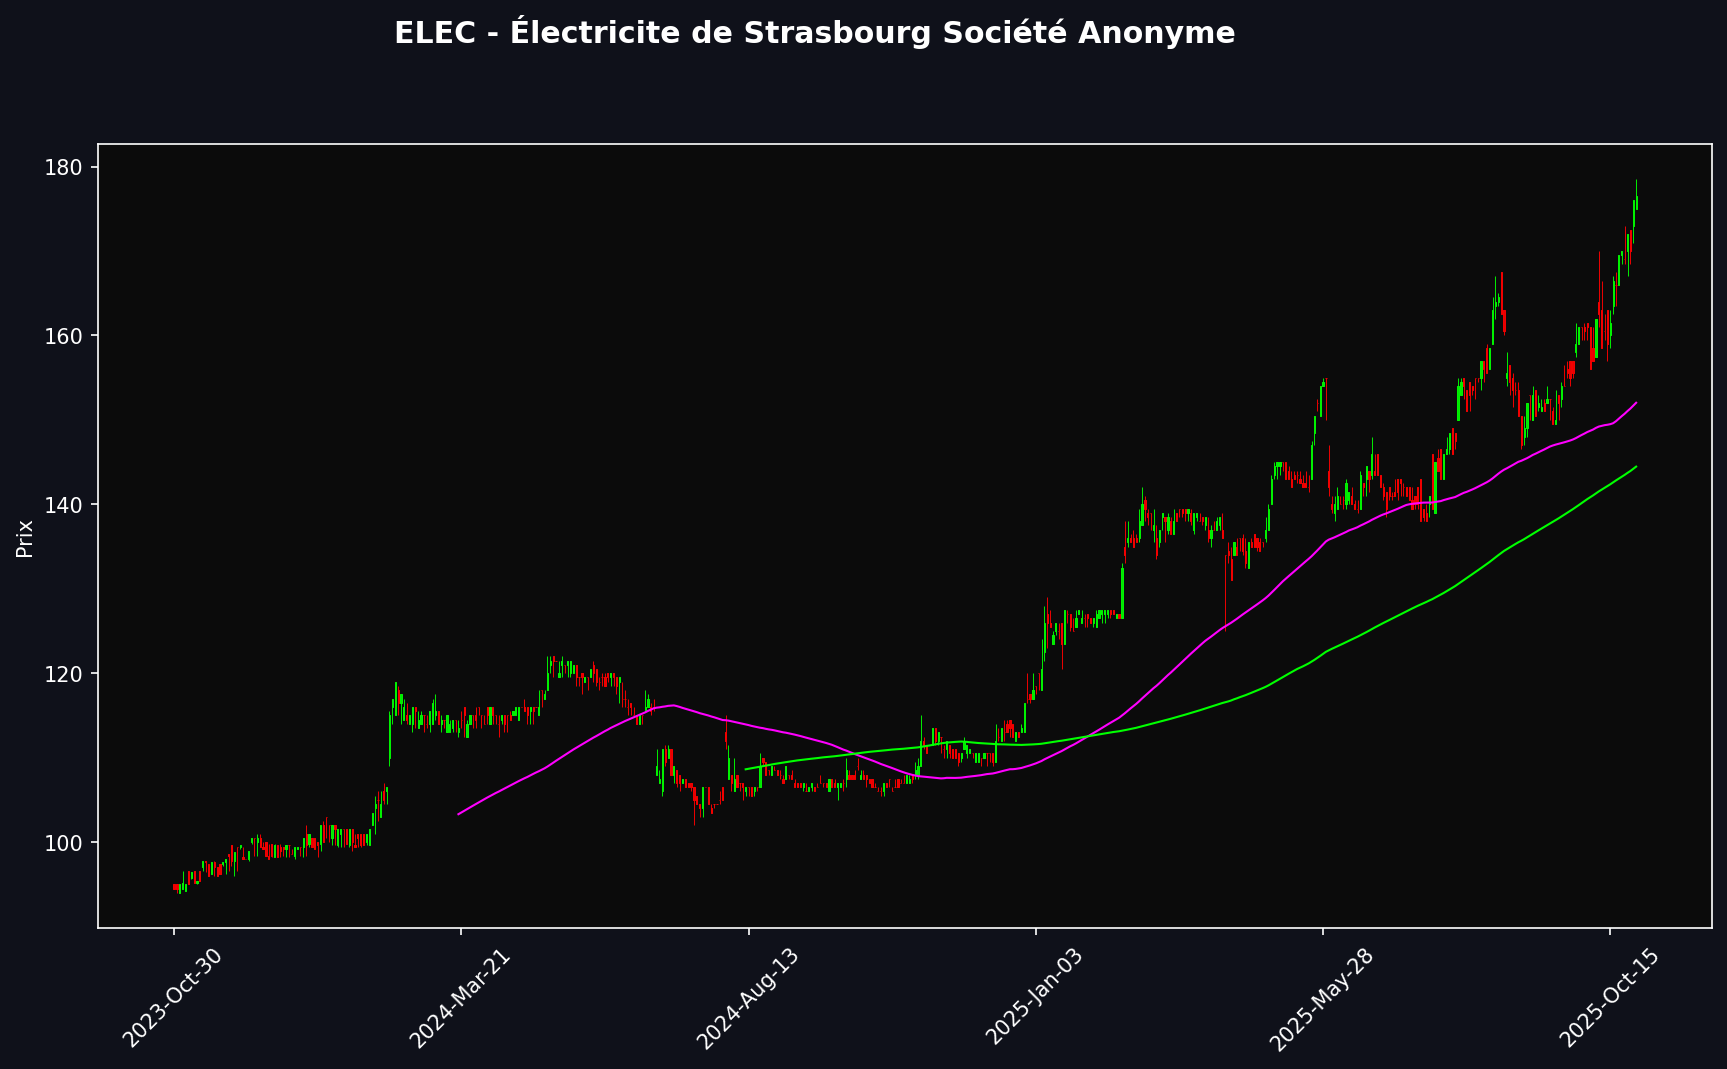 ELEC - Électricite de Strasbourg Société Anonyme
180
160
140
120
100
Prix
2023-Oct-30
2024-Mar-21
2024-Aug-13
2025-Jan-03
2025-May-28
2025-Oct-15